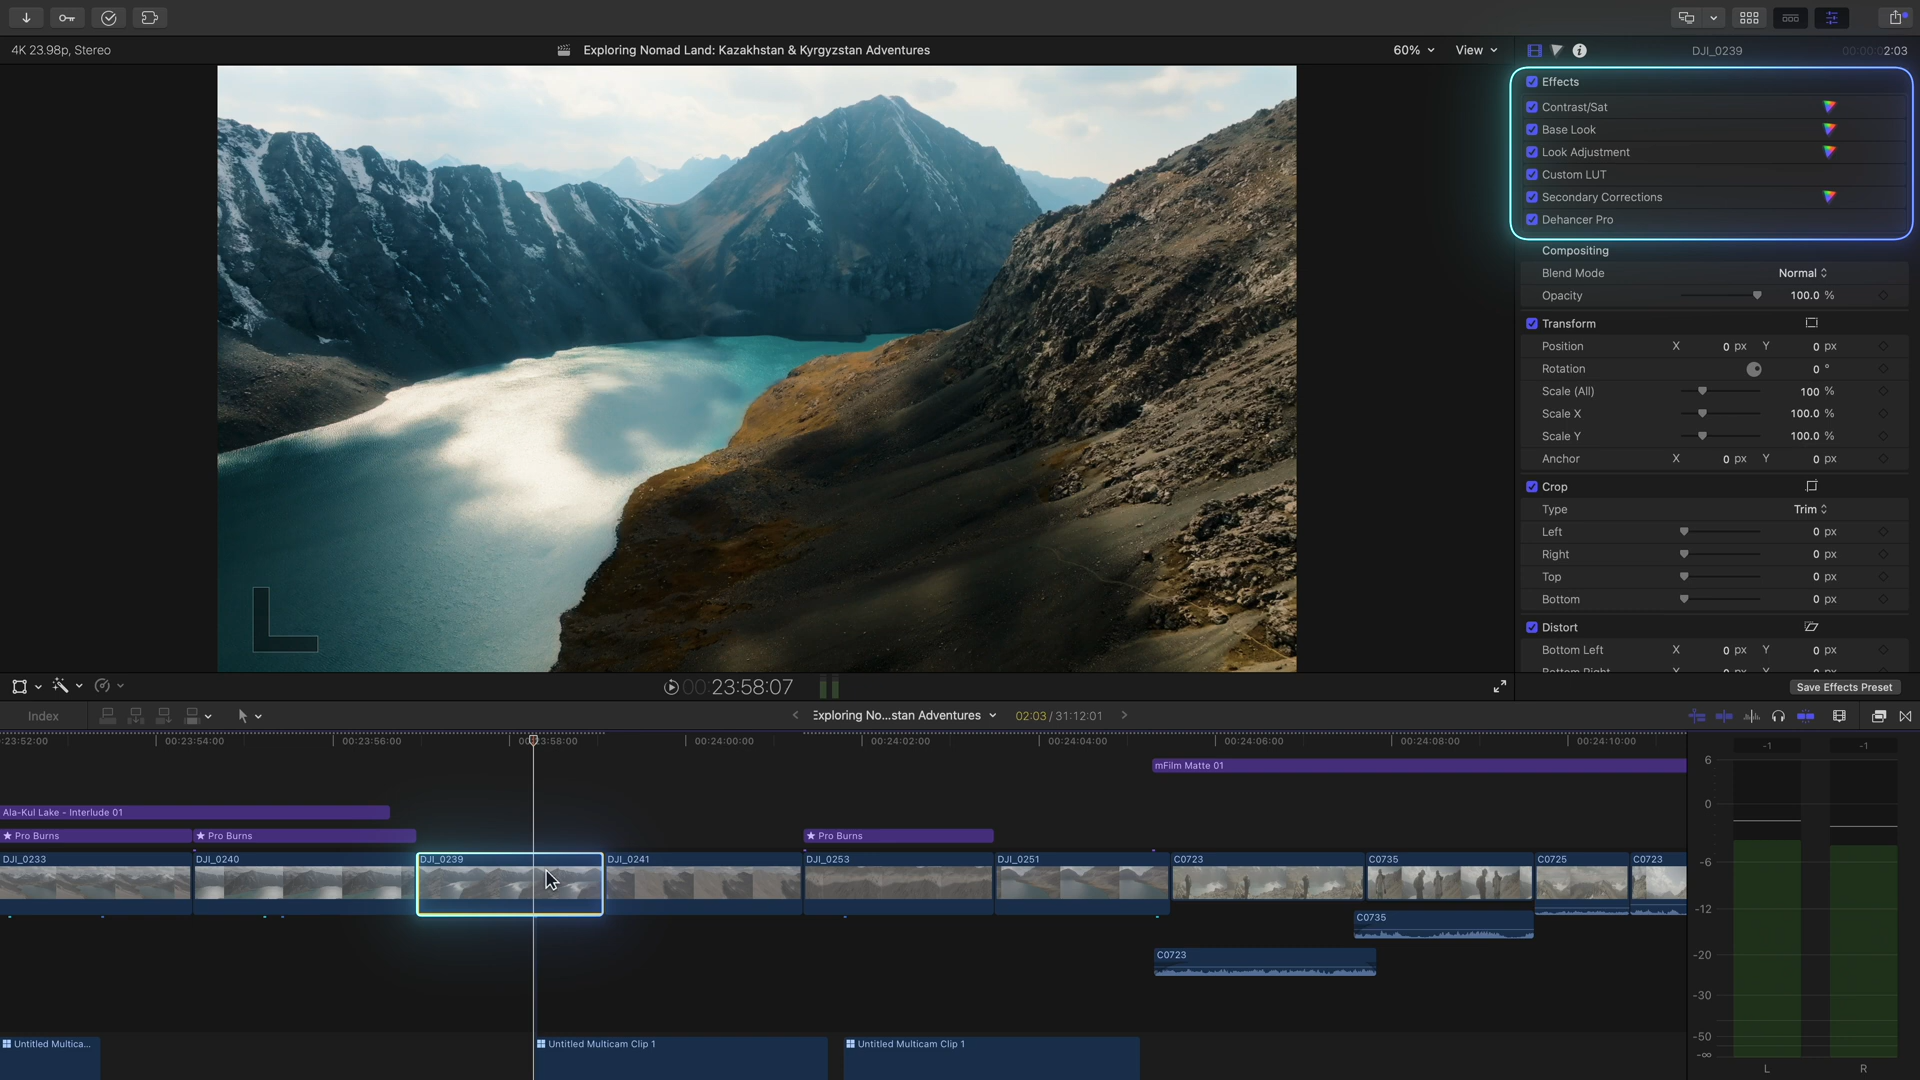 4K 23.98p, Stereo
Exploring Nomad Land: Kazakhstan & Kyrgyzstan Adventures
60%
View
DJI_0239
00:00:02:03
Effects
Contrast/Sat
Base Look
Look Adjustment
Custom LUT
Secondary Corrections
Dehancer Pro
Compositing
Blend Mode Normal
Opacity 100.0 %
Transform
Position X 0 px Y 0 px
Rotation 0 °
Scale (All) 100 %
Scale X 100.0 %
Scale Y 100.0 %
Anchor X 0 px Y 0 px
Crop
Type Trim
Left 0 px
Right 0 px
Top 0 px
Bottom 0 px
Distort
Bottom Left X 0 px Y 0 px
Bottom Right X 0 px Y 0 px
00:23:58:07
Save Effects Preset
Index
Exploring No...stan Adventures
02:03 / 31:12:01
:23:52:00 00:23:54:00 00:23:56:00 00:23:58:00 00:24:00:00 00:24:02:00 00:24:04:00 00:24:06:00 00:24:08:00 00:24:10:00
-1 -1
mFilm Matte 01
Ala-Kul Lake - Interlude 01
Pro Burns Pro Burns Pro Burns
DJI_0233 DJI_0240 DJI_0239 DJI_0241 DJI_0253 DJI_0251 C0723 C0735 C0725 C0723
C0735
C0723
Untitled Multica... Untitled Multicam Clip 1 Untitled Multicam Clip 1
6
0
-6
-12
-20
-30
-50
-∞
L R